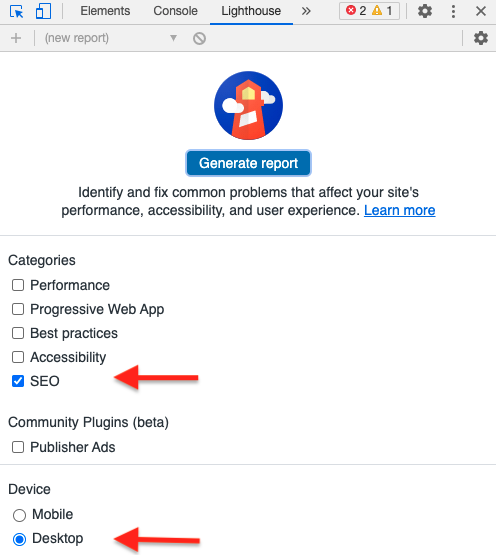 Elements Console Lighthouse » 2 1
(new report)
Generate report
Identify and fix common problems that affect your site's
performance, accessibility, and user experience. Learn more
Categories
Performance
Progressive Web App
Best practices
Accessibility
SEO
Community Plugins (beta)
Publisher Ads
Device
Mobile
Desktop